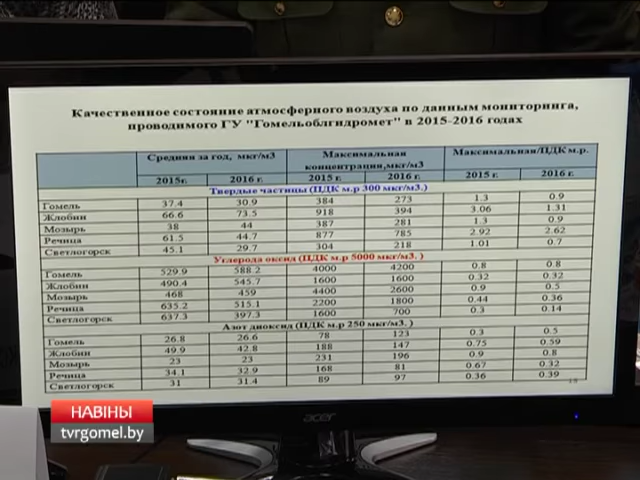 Качественное состояние атмосферного воздуха по данным мониторинга,
проводимого ГУ "Гомельоблгидромет" в 2015-2016 годах
Средняя за год, мкг/м3 Максимальная концентрация,мкг/м3 Максимальная/ПДК м.р.
2015г. 2016 г. 2015 г. 2016 г. 2015 г. 2016 г.
Твердые частицы (ПДК м.р 300 мкг/м3.)
Гомель 37.4 30.9 384 273 1.3 0.9
Жлобин 66.6 73.5 918 394 3.06 1.31
Мозырь 38 44 387 281 1.3 0.9
Речица 61.5 44.7 877 785 2.92 2.62
Светлогорск 45.1 29.7 304 218 1.01 0.7
Углерода оксид (ПДК м.р 5000 мкг/м3. )
Гомель 529.9 588.2 4000 4200 0.8 0.8
Жлобин 490.4 545.7 1600 1600 0.32 0.32
Мозырь 468 459 4400 2600 0.9 0.5
Речица 635.2 515.1 2200 1800 0.44 0.36
Светлогорск 637.3 397.3 1600 700 0.3 0.14
Азот диоксид (ПДК м.р 250 мкг/м3. )
Гомель 26.8 26.6 78 123 0.3 0.5
Жлобин 49.9 42.8 188 147 0.75 0.59
Мозырь 23 23 231 196 0.9 0.8
Речица 34.1 32.9 168 81 0.67 0.32
Светлогорск 31 31.4 89 97 0.36 0.39
acer
НАВІНЫ
tvrgomel.by